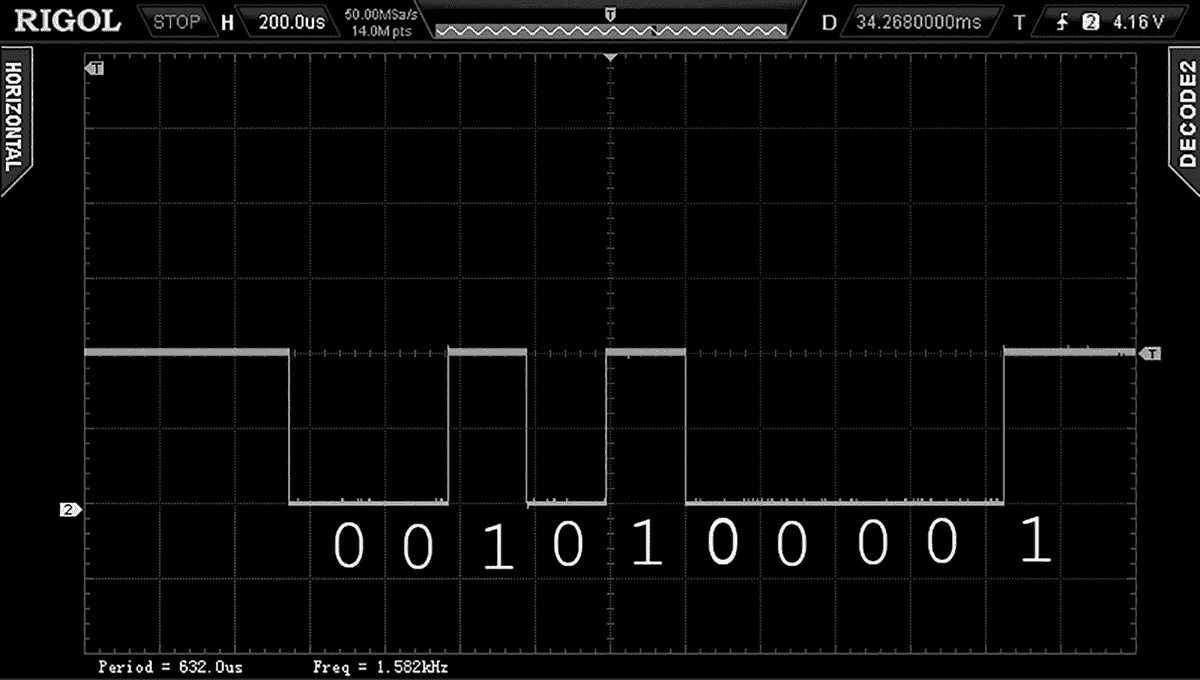 RIGOL STOP H 200.0us 50.00MSa/s 14.0M pts T D 34.2680000ms T 2 4.16 V
HORIZONTAL
DECODE2
T
T
2
0 0 1 0 1 0 0 0 0 1
Period = 632.0us Freq = 1.582kHz